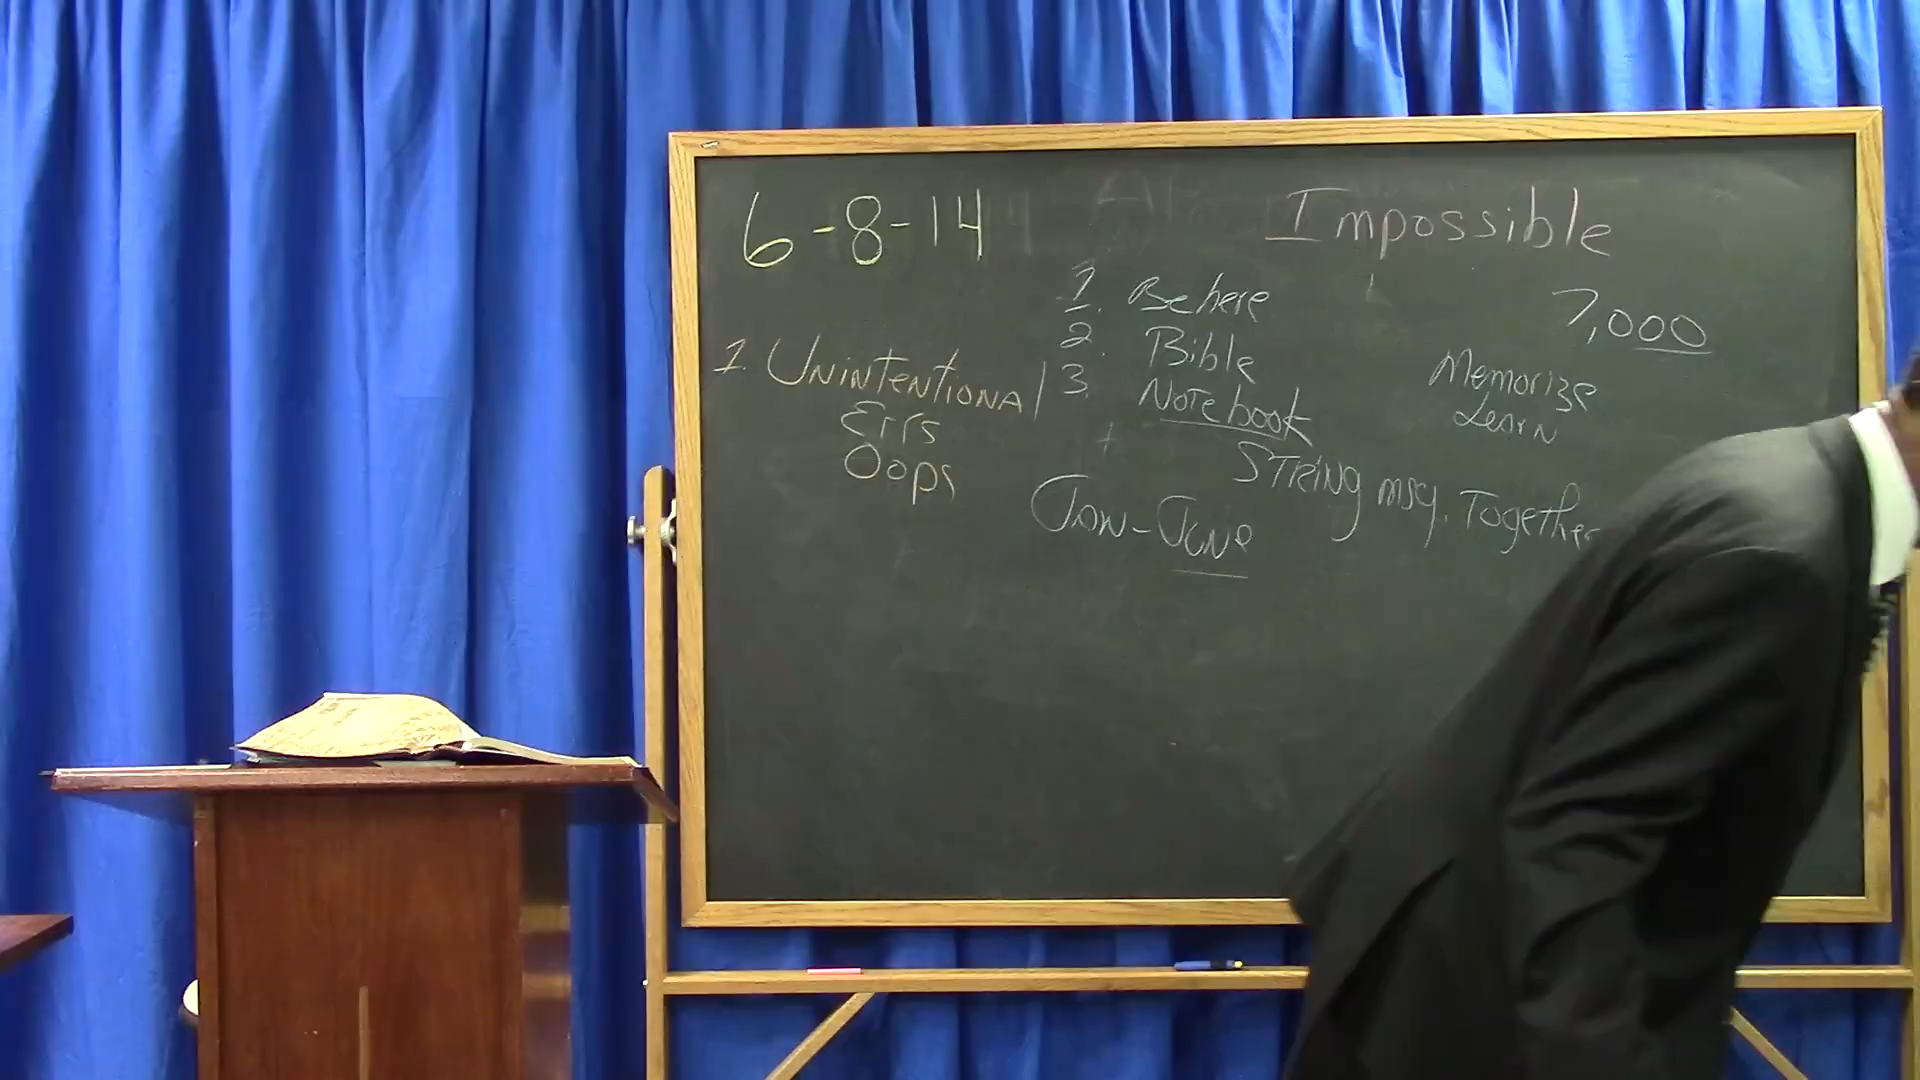 6-8-14
Impossible
1. Be here
2. Bible
3. Notebook
+
7,000
Memorize
Learn
1. Unintentional
Errs
Oops
String msg. Together
Jan-June